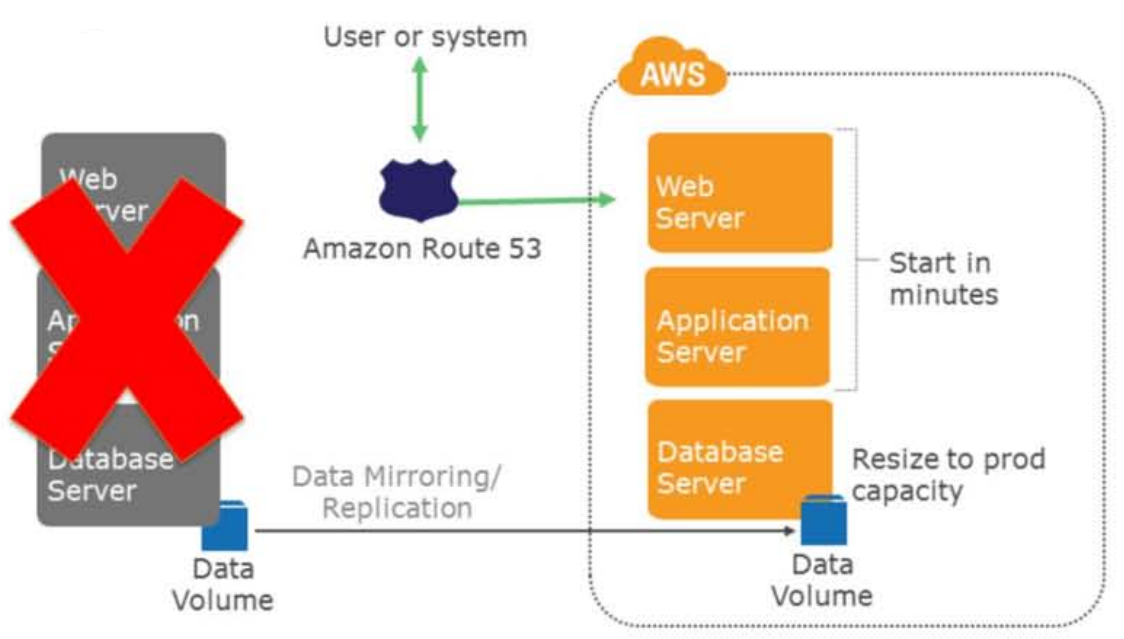 User or system
AWS
Web
Server
Amazon Route 53
Web
Server
Start in
minutes
Application
Server
Database
Server
Data Mirroring/
Replication
Database
Server
Resize to prod
capacity
Data
Volume
Data
Volume